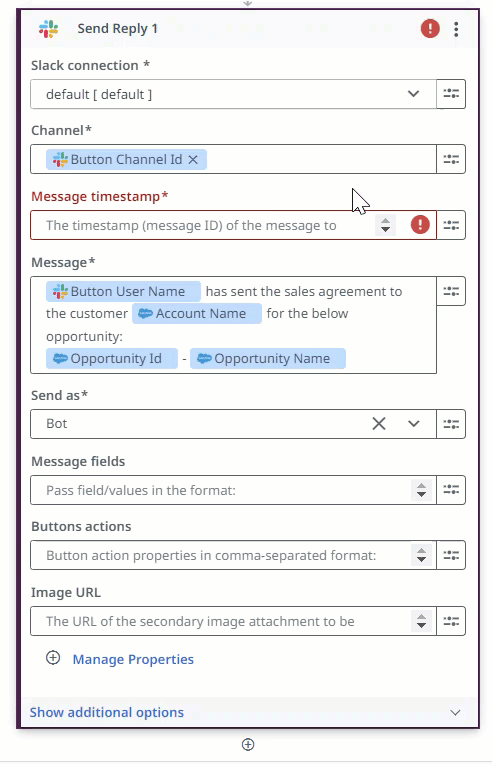 Send Reply 1
Slack connection *
default [ default ]
Channel*
Button Channel Id
Message timestamp*
The timestamp (message ID) of the message to
Message*
Button User Name has sent the sales agreement to
the customer Account Name for the below
opportunity:
Opportunity Id - Opportunity Name
Send as*
Bot
Message fields
Pass field/values in the format:
Buttons actions
Button action properties in comma-separated format:
Image URL
The URL of the secondary image attachment to be
Manage Properties
Show additional options